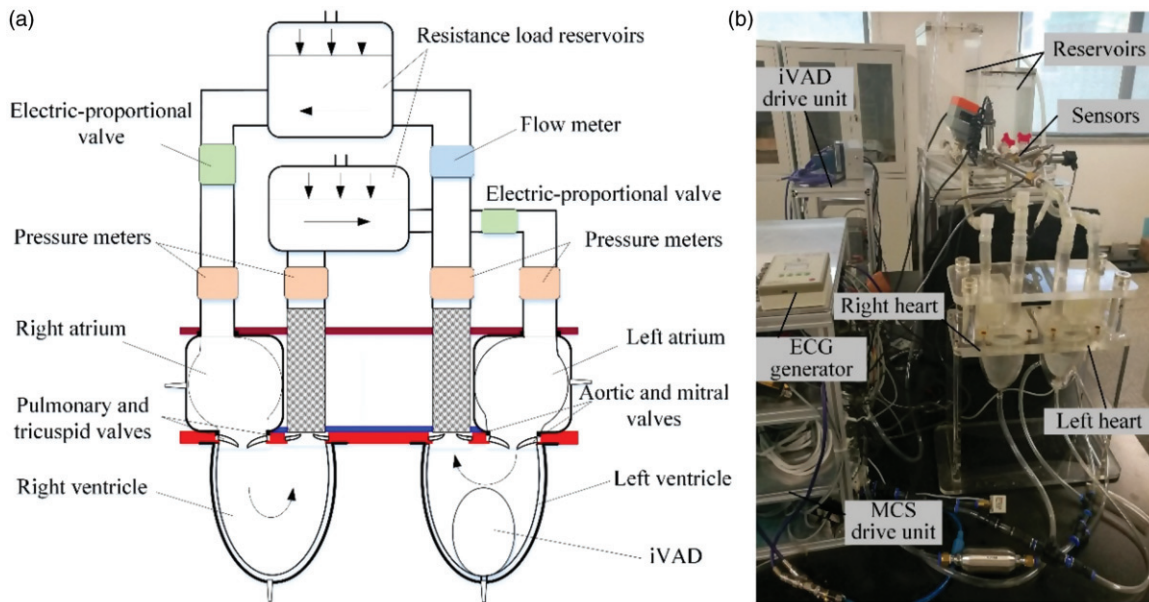 (a)
Resistance load reservoirs
Electric-proportional
valve
Flow meter
Electric-proportional valve
Pressure meters
Pressure meters
Right atrium
Left atrium
Pulmonary and
tricuspid valves
Aortic and mitral
valves
Right ventricle
Left ventricle
iVAD
(b)
iVAD
drive unit
Reservoirs
Sensors
Right heart
ECG
generator
Left heart
MCS
drive unit